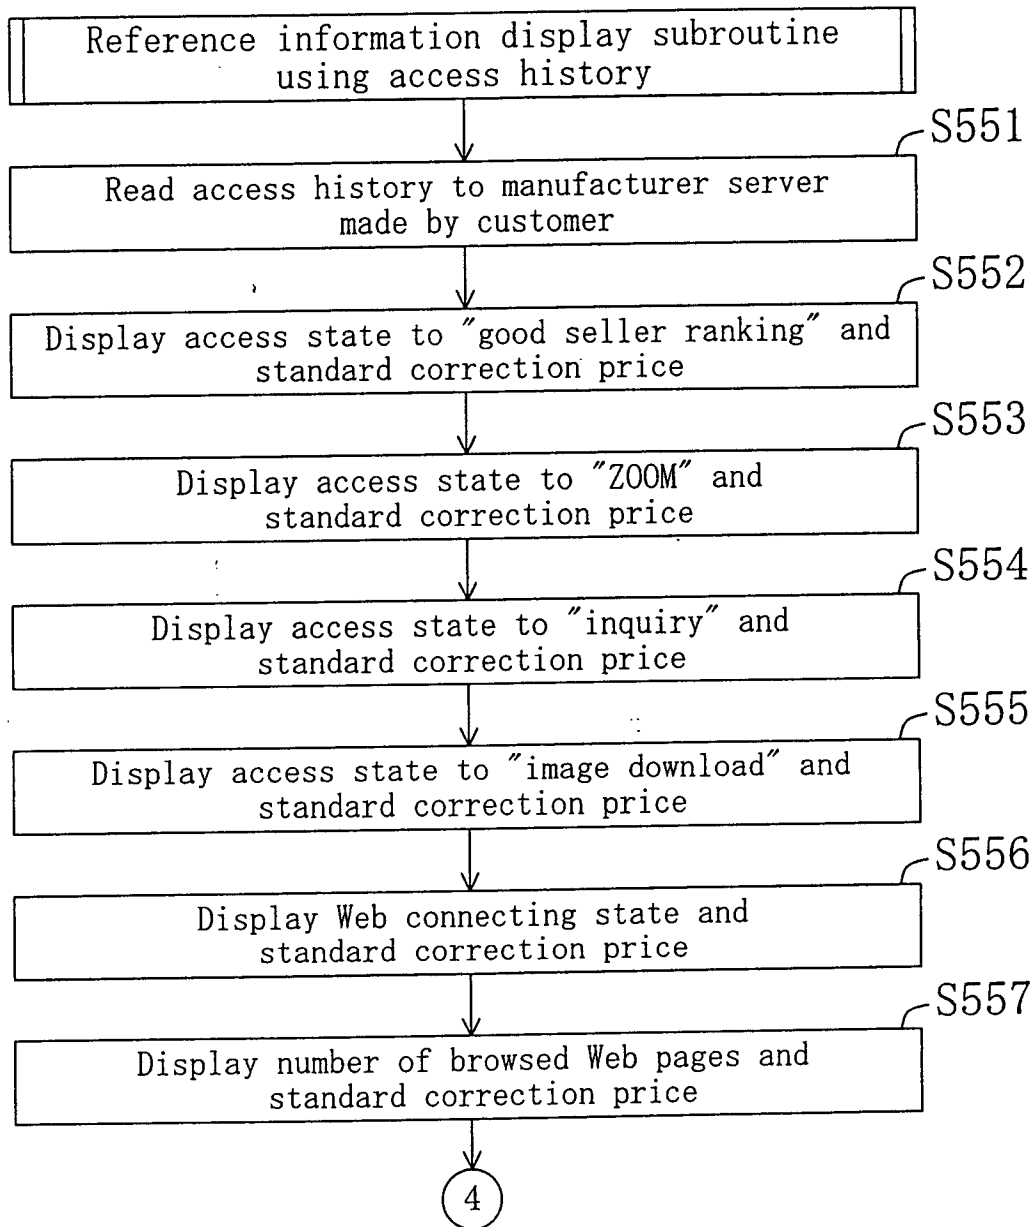 Reference information display subroutine
using access history
S551
Read access history to manufacturer server
made by customer
S552
Display access state to "good seller ranking" and
standard correction price
S553
Display access state to "ZOOM" and
standard correction price
S554
Display access state to "inquiry" and
standard correction price
S555
Display access state to "image download" and
standard correction price
S556
Display Web connecting state and
standard correction price
S557
Display number of browsed Web pages and
standard correction price
4